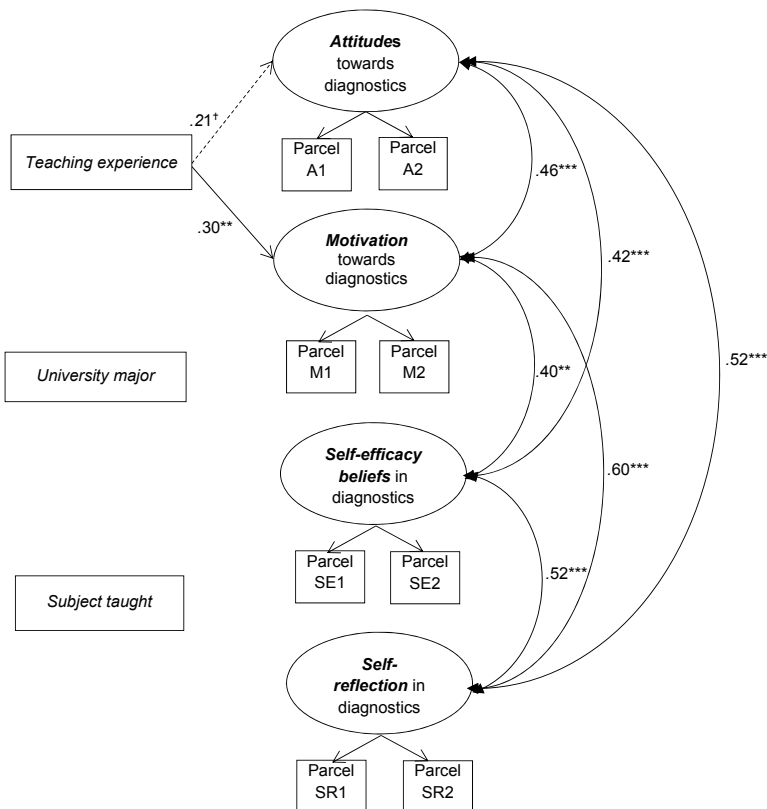 Attitudes
towards
diagnostics
.21†
Parcel
A1
Parcel
A2
Teaching experience
.46***
.30**
Motivation
towards
diagnostics
.42***
Parcel
M1
Parcel
M2
University major
.40**
.52***
Self-efficacy
beliefs in
diagnostics
.60***
Parcel
SE1
Parcel
SE2
.52***
Subject taught
Self-
reflection in
diagnostics
Parcel
SR1
Parcel
SR2